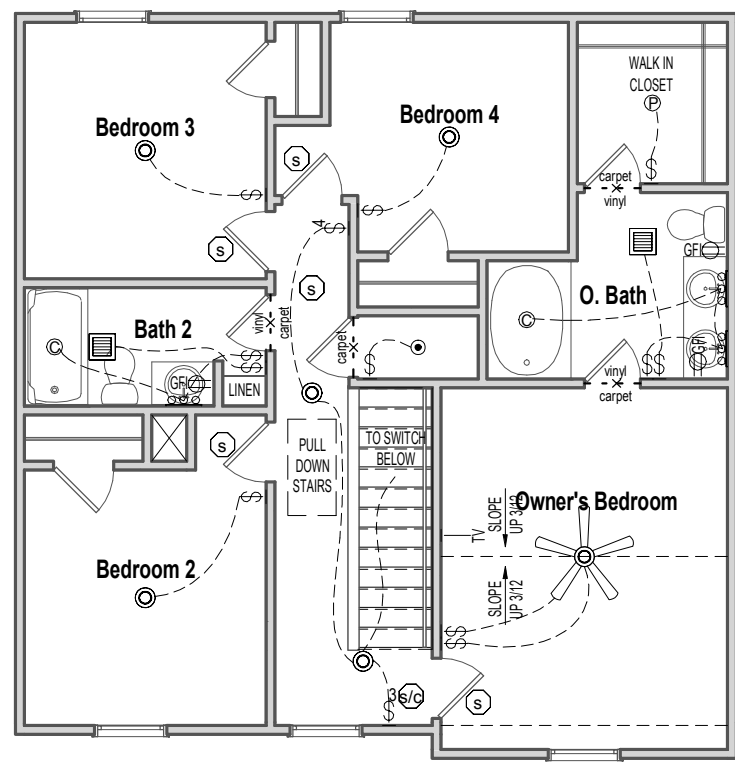 WALK IN
CLOSET
P
Bedroom 3
Bedroom 4
S
carpet
vinyl
$
$
$
4
$
S
S
GFI
O. Bath
C
Bath 2
vinyl
carpet
carpet
C
$
$$
$$
GFI
GFI
LINEN
vinyl
carpet
S
PULL
DOWN
STAIRS
TO SWITCH
BELOW
$
Owner's Bedroom
SLOPE
UP 3/12
TV
Bedroom 2
SLOPE
UP 3/12
$$
3
s/c
$
S